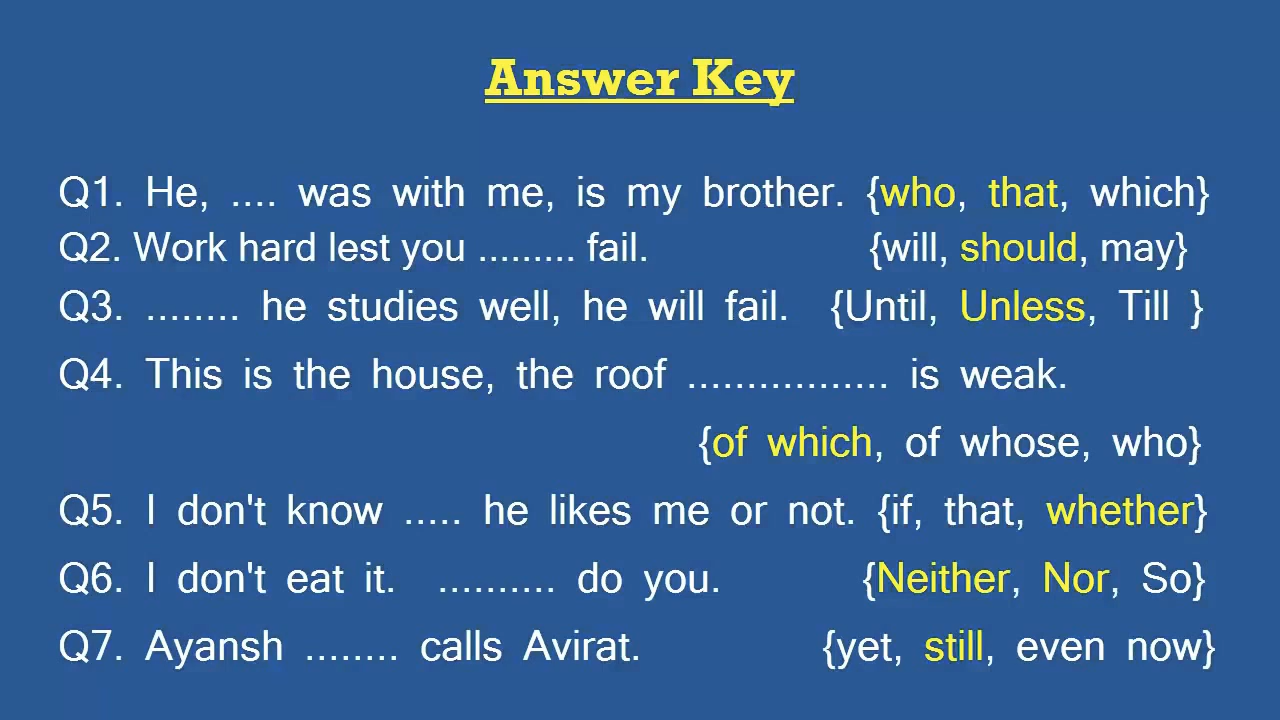 Answer Key
Q1. He, .... was with me, is my brother. {who, that, which}
Q2. Work hard lest you ......... fail. {will, should, may}
Q3. ........ he studies well, he will fail. {Until, Unless, Till }
Q4. This is the house, the roof ................. is weak.
{of which, of whose, who}
Q5. I don't know ..... he likes me or not. {if, that, whether}
Q6. I don't eat it. .......... do you. {Neither, Nor, So}
Q7. Ayansh ........ calls Avirat. {yet, still, even now}